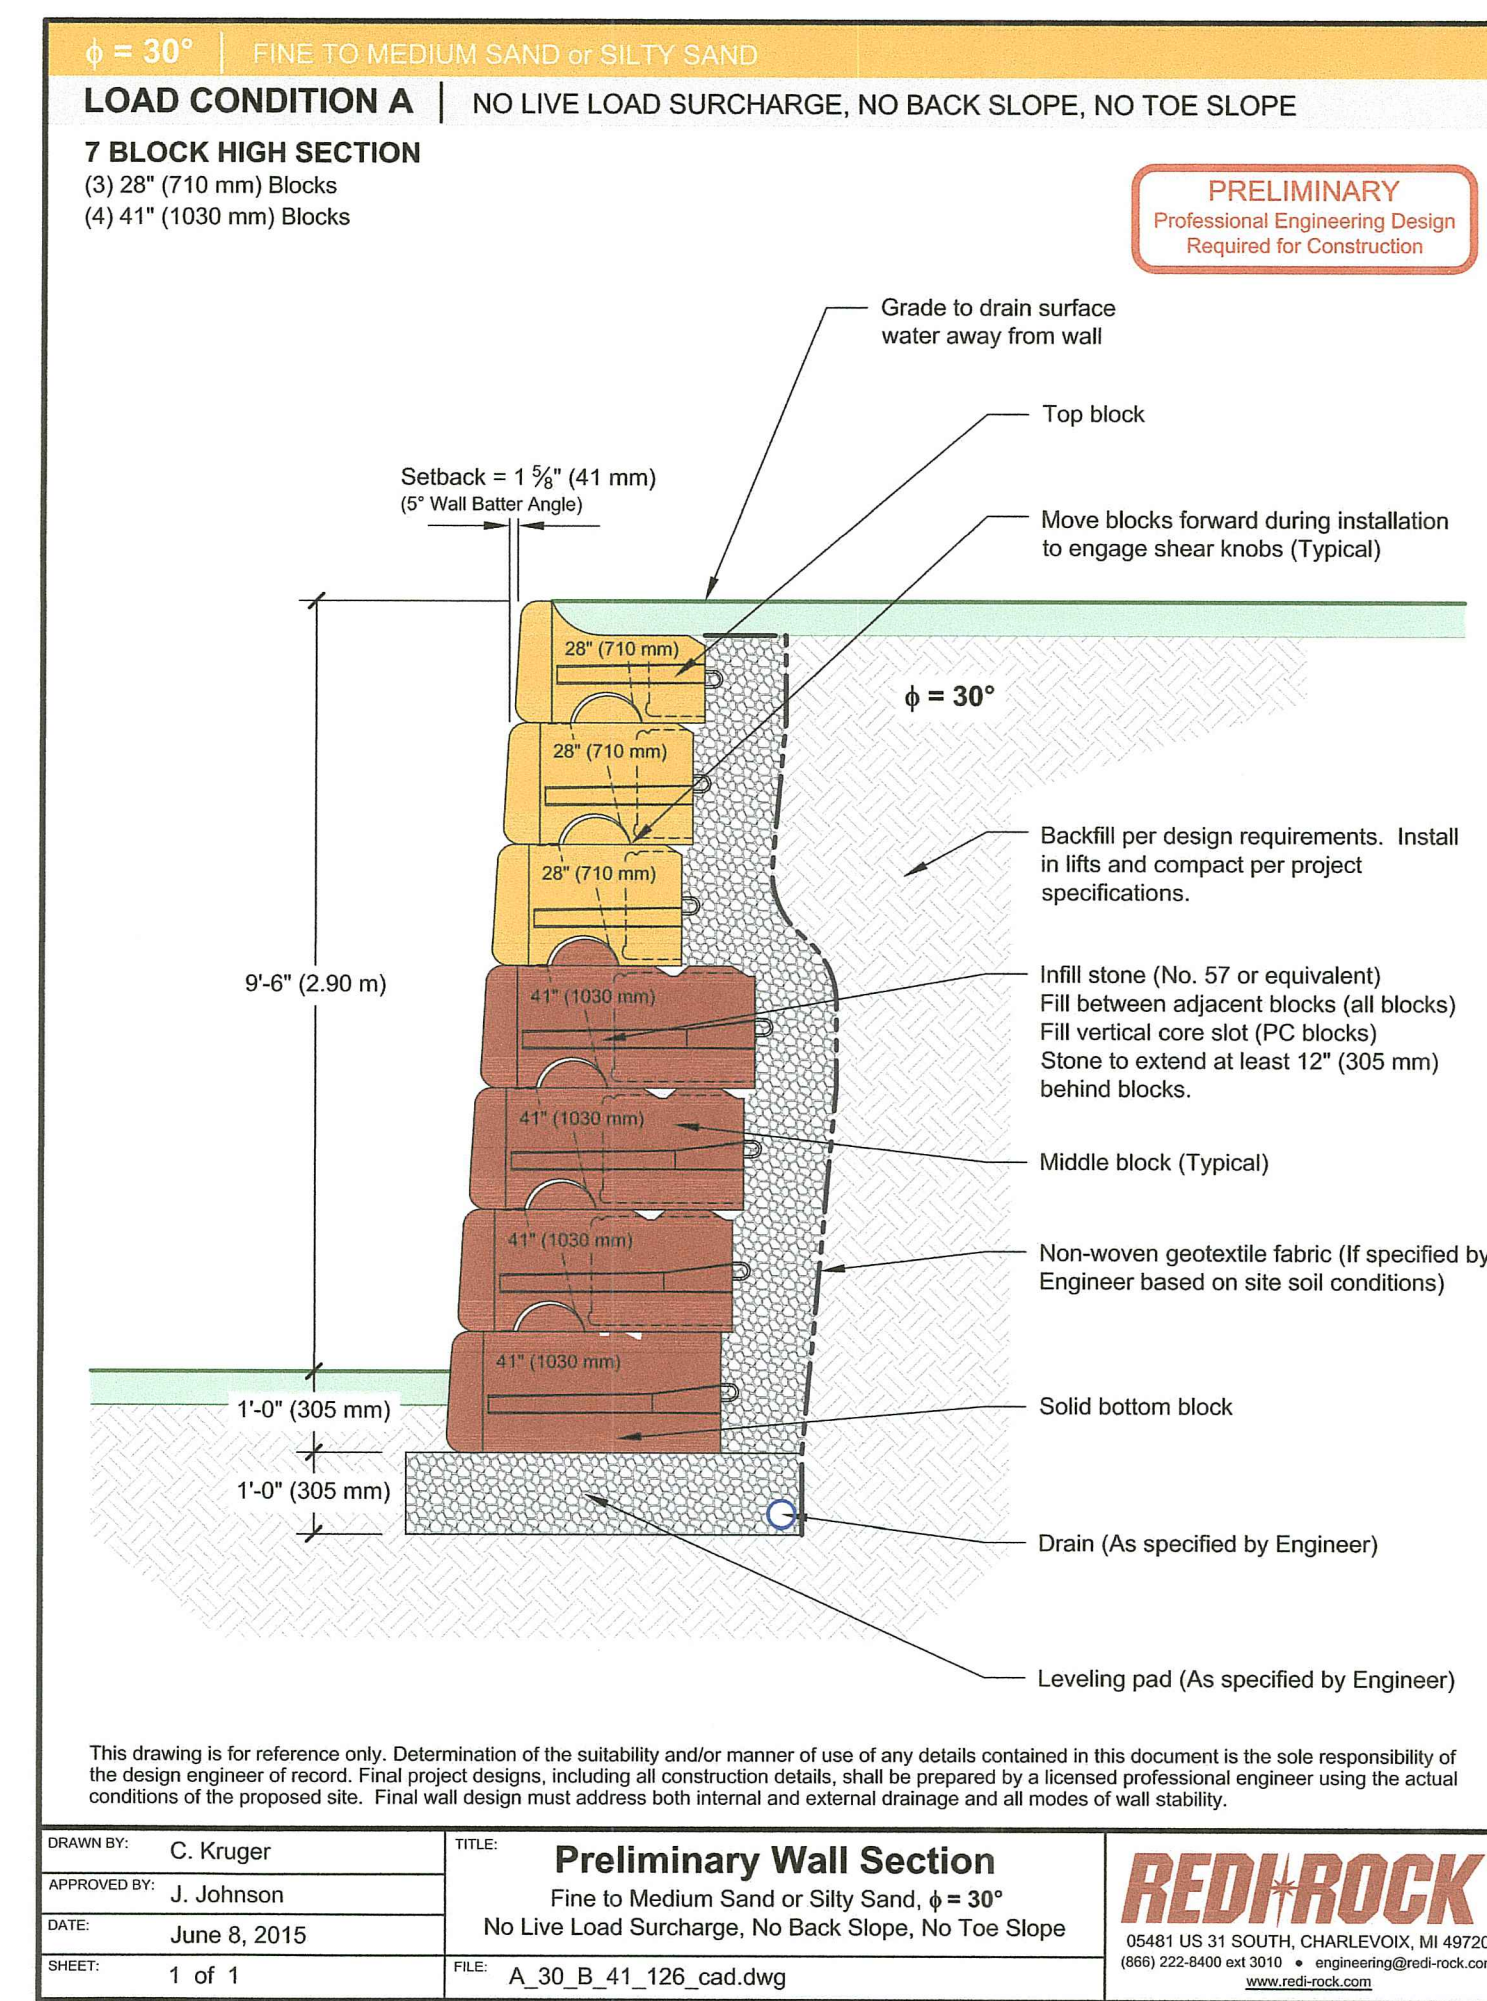 ϕ = 30° | FINE TO MEDIUM SAND or SILTY SAND
LOAD CONDITION A | NO LIVE LOAD SURCHARGE, NO BACK SLOPE, NO TOE SLOPE
7 BLOCK HIGH SECTION
(3) 28" (710 mm) Blocks
(4) 41" (1030 mm) Blocks
PRELIMINARY
Professional Engineering Design
Required for Construction
Grade to drain surface
water away from wall
Top block
Setback = 1 ⅝" (41 mm)
(5° Wall Batter Angle)
Move blocks forward during installation
to engage shear knobs (Typical)
28" (710 mm)
ϕ = 30°
28" (710 mm)
Backfill per design requirements. Install
in lifts and compact per project
specifications.
28" (710 mm)
9'-6" (2.90 m)
41" (1030 mm)
Infill stone (No. 57 or equivalent)
Fill between adjacent blocks (all blocks)
Fill vertical core slot (PC blocks)
Stone to extend at least 12" (305 mm)
behind blocks.
41" (1030 mm)
Middle block (Typical)
41" (1030 mm)
Non-woven geotextile fabric (If specified by
Engineer based on site soil conditions)
41" (1030 mm)
1'-0" (305 mm)
Solid bottom block
1'-0" (305 mm)
Drain (As specified by Engineer)
Leveling pad (As specified by Engineer)
This drawing is for reference only. Determination of the suitability and/or manner of use of any details contained in this document is the sole responsibility of
the design engineer of record. Final project designs, including all construction details, shall be prepared by a licensed professional engineer using the actual
conditions of the proposed site. Final wall design must address both internal and external drainage and all modes of wall stability.
DRAWN BY: C. Kruger
APPROVED BY: J. Johnson
DATE: June 8, 2015
SHEET: 1 of 1
TITLE: Preliminary Wall Section
Fine to Medium Sand or Silty Sand, ϕ = 30°
No Live Load Surcharge, No Back Slope, No Toe Slope
FILE: A_30_B_41_126_cad.dwg
REDI-ROCK
05481 US 31 SOUTH, CHARLEVOIX, MI 49720
(866) 222-8400 ext 3010 • engineering@redi-rock.com
www.redi-rock.com